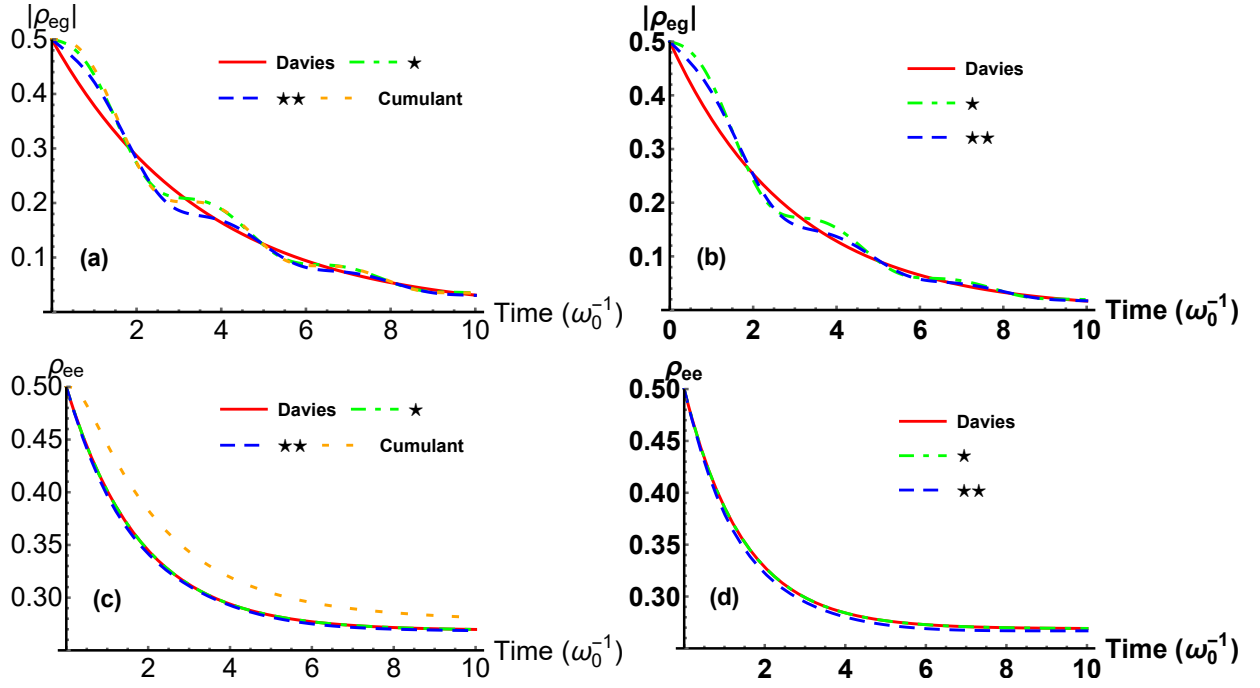 |ρeg|
0.5
0.4
0.3
0.2
0.1
Davies ★
★★ Cumulant
(a)
2 4 6 8 10
Time (ω₀⁻¹)
|ρeg|
0.5
0.4
0.3
0.2
0.1
Davies
★
★★
(b)
0 2 4 6 8 10
Time (ω₀⁻¹)
ρee
0.50
0.45
0.40
0.35
0.30
Davies ★
★★ Cumulant
(c)
2 4 6 8 10
Time (ω₀⁻¹)
ρee
0.50
0.45
0.40
0.35
0.30
Davies
★
★★
(d)
2 4 6 8 10
Time (ω₀⁻¹)